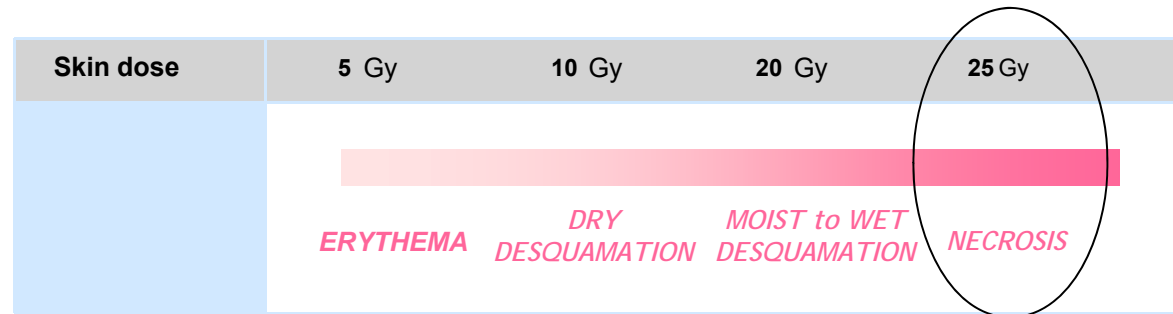 Skin dose 5 Gy 10 Gy 20 Gy 25 Gy
ERYTHEMA
DRY
DESQUAMATION
MOIST to WET
DESQUAMATION
NECROSIS